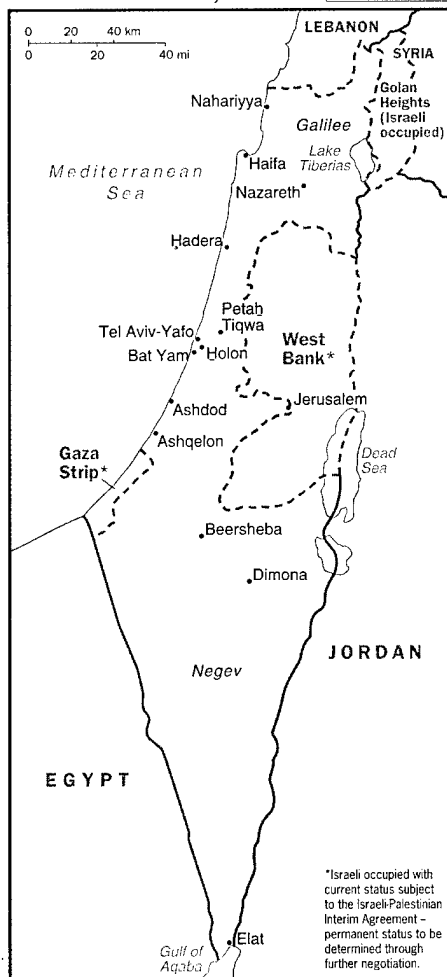 0 20 40 km
0 20 40 mi
LEBANON
SYRIA
Golan
Heights
(Israeli
occupied)
Nahariyya
Galilee
Lake
Tiberias
Haifa
Nazareth
Mediterranean
Sea
Hadera
Petah
Tiqwa
Tel Aviv-Yafo
Bat Yam
Holon
West
Bank*
Jerusalem
Ashdod
Ashqelon
Gaza
Strip*
Dead
Sea
Beersheba
Dimona
JORDAN
Negev
EGYPT
*Israeli occupied with
current status subject
to the Israeli-Palestinian
Interim Agreement –
permanent status to be
determined through
further negotiation.
Elat
Gulf of
Aqaba